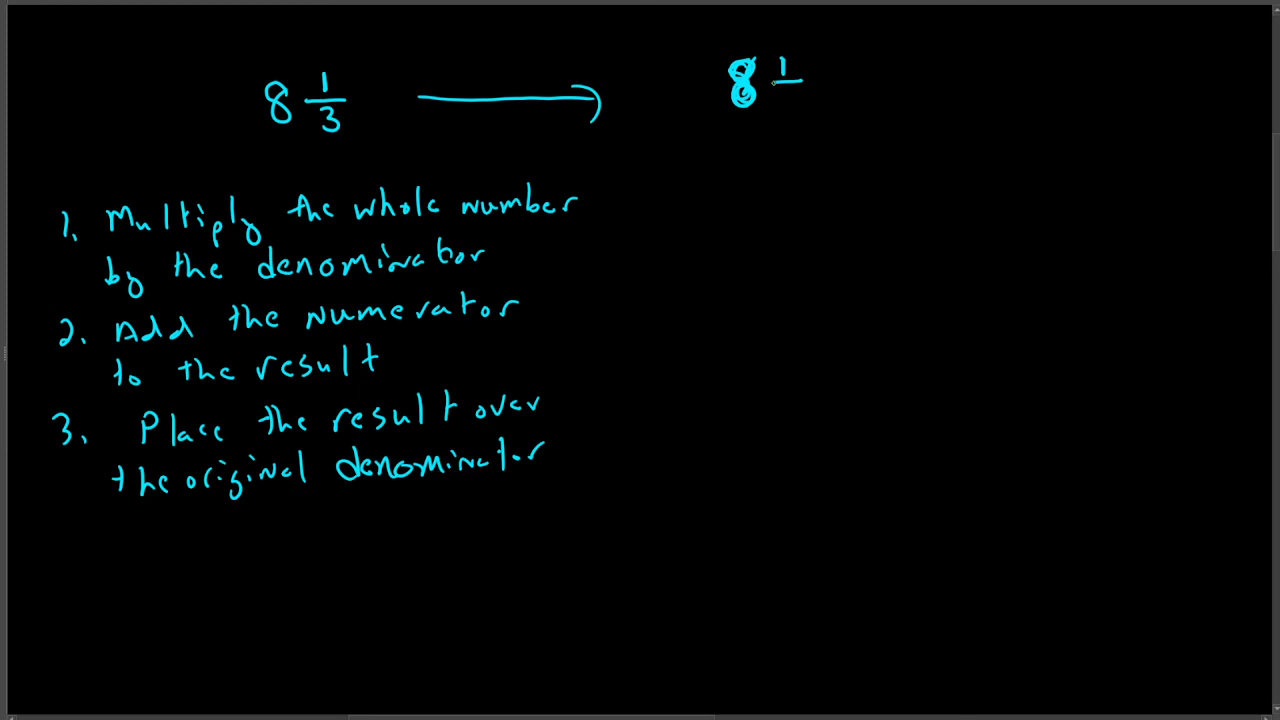 8 1/3 → 8 1/
1. Multiply the whole number
by the denominator
2. Add the numerator
to the result
3. Place the result over
the original denominator